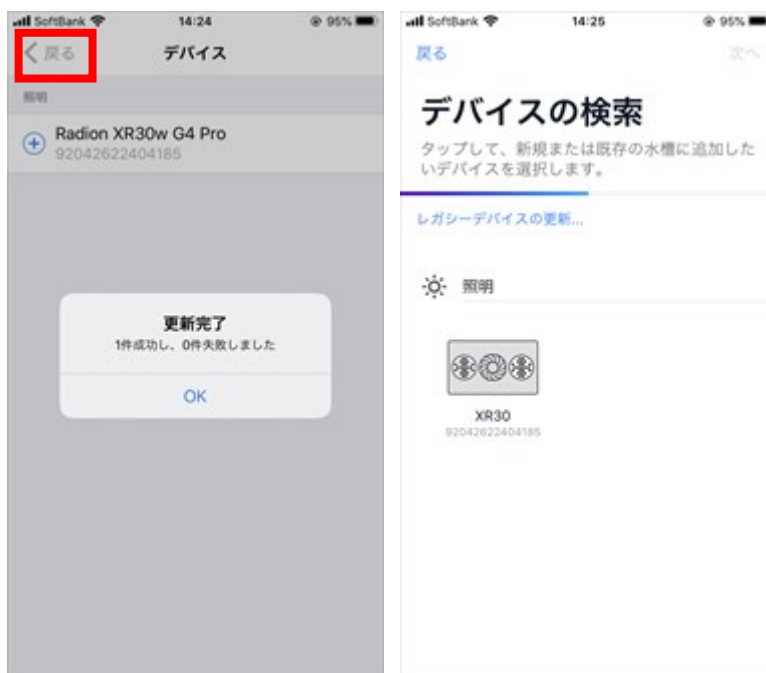 SoftBank 14:24 95%
戻る デバイス
照明
Radion XR30w G4 Pro
92042622404185
更新完了
1件成功し、0件失敗しました
OK
SoftBank 14:25 95%
戻る 次へ
デバイスの検索
タップして、新規または既存の水槽に追加した
いデバイスを選択します。
レガシーデバイスの更新...
照明
XR30
92042622404185